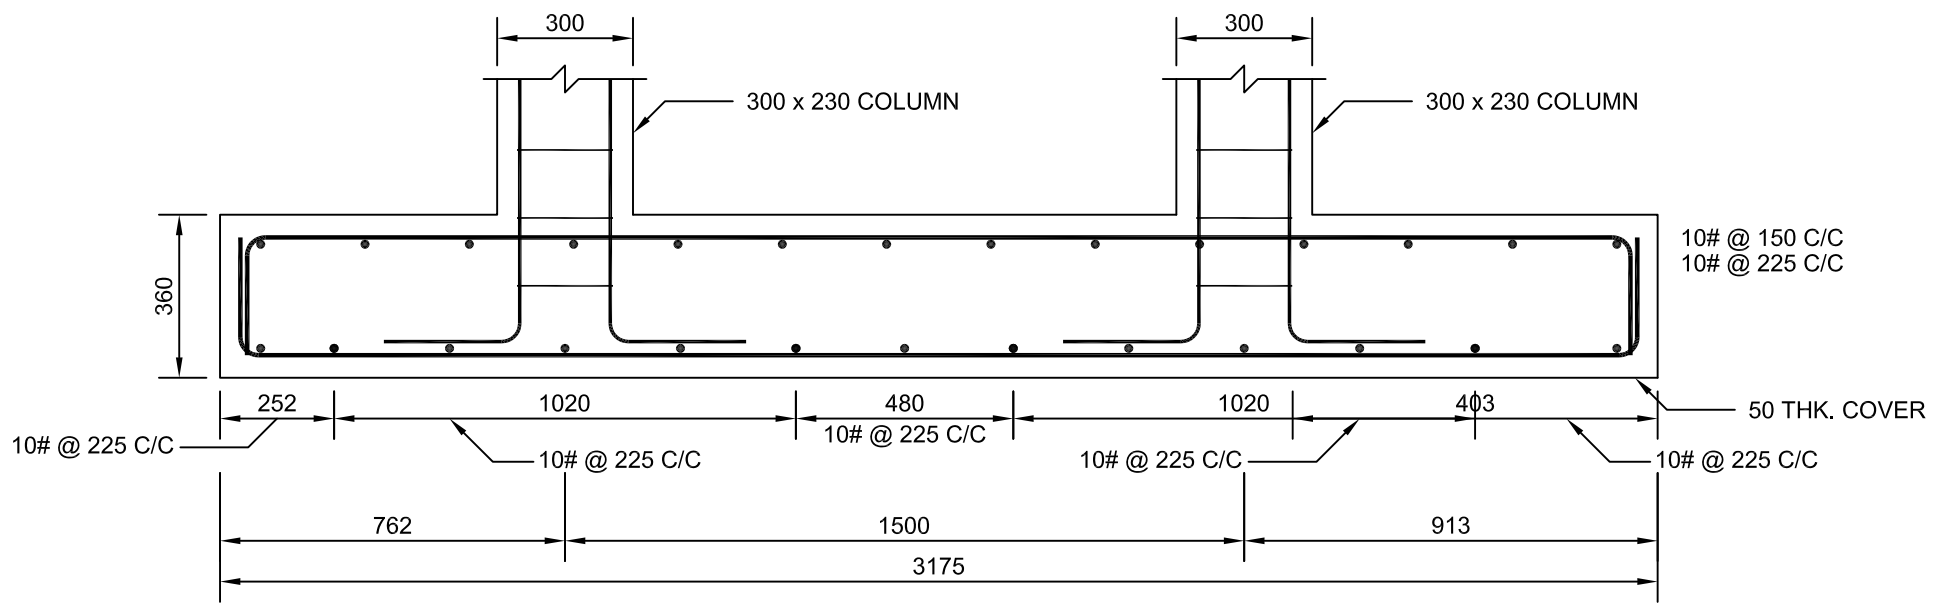 300
300
300 x 230 COLUMN
300 x 230 COLUMN
10# @ 150 C/C
10# @ 225 C/C
360
252
1020
480
1020
403
50 THK. COVER
10# @ 225 C/C
10# @ 225 C/C
10# @ 225 C/C
10# @ 225 C/C
10# @ 225 C/C
762
1500
913
3175